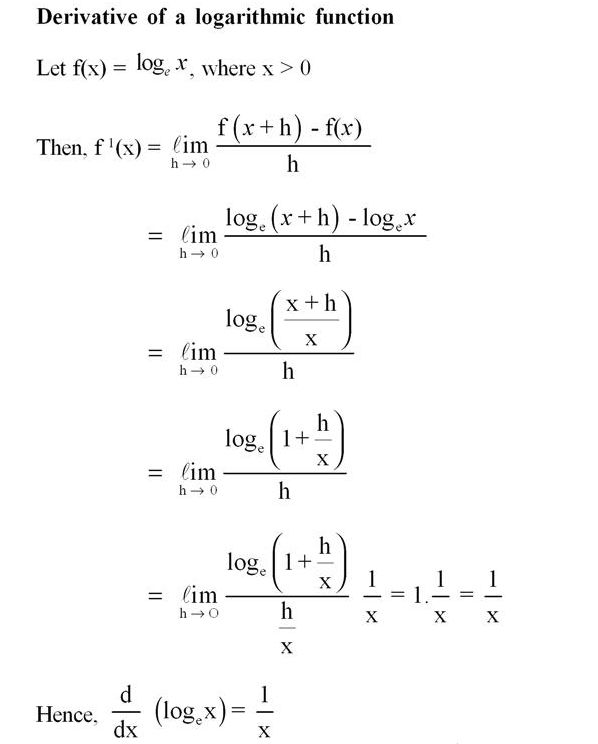 Derivative of a logarithmic function
Let f(x) = logₑ x, where x > 0
Then, f ¹(x) = ℓim h→0 (f(x+h) - f(x))/h
= ℓim h→0 (logₑ(x+h) - logₑx)/h
= ℓim h→0 logₑ((x+h)/x)/h
= ℓim h→0 logₑ(1+h/x)/h
= ℓim h→O logₑ(1+h/x)/(h/x) 1/x = 1.1/x = 1/x
Hence, d/dx (logₑx) = 1/x